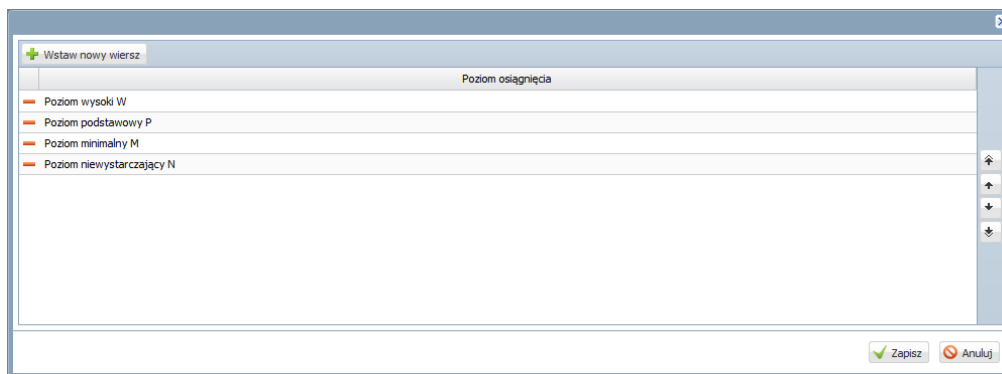 Wstaw nowy wiersz
Poziom osiągnięcia
Poziom wysoki W
Poziom podstawowy P
Poziom minimalny M
Poziom niewystarczający N
Zapisz Anuluj